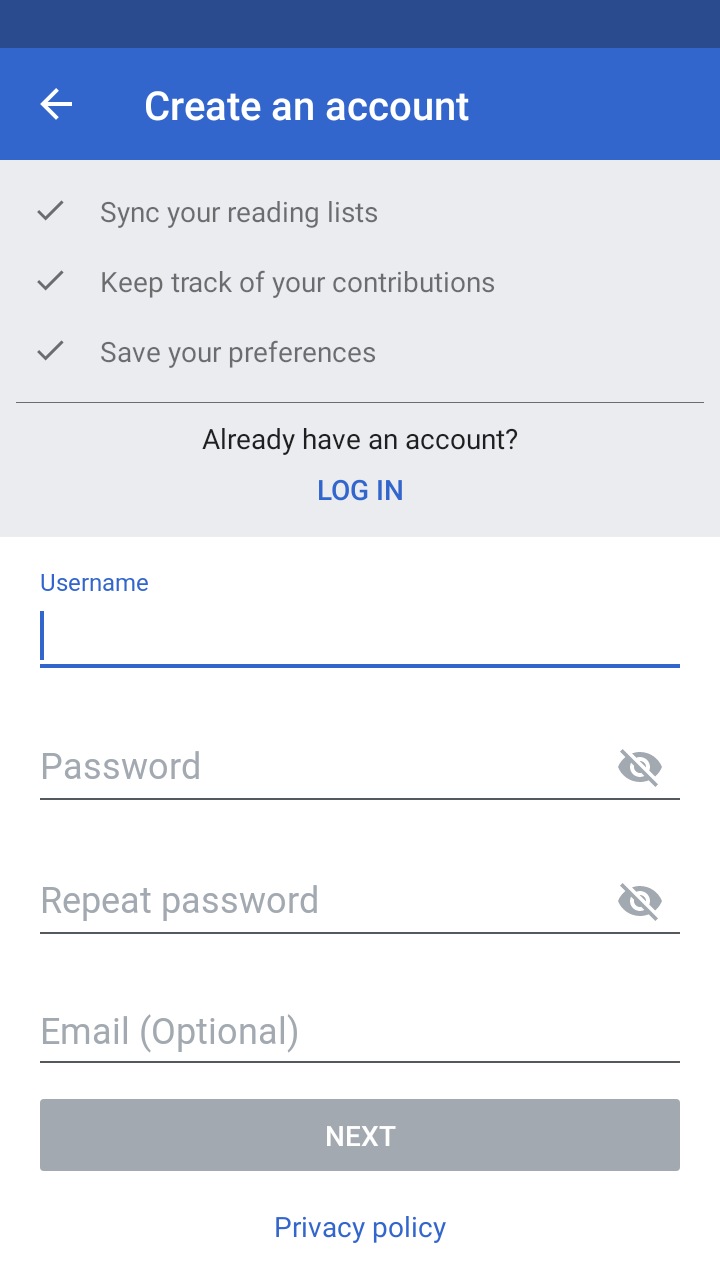 Create an account
Sync your reading lists
Keep track of your contributions
Save your preferences
Already have an account?
LOG IN
Username
Password
Repeat password
Email (Optional)
NEXT
Privacy policy